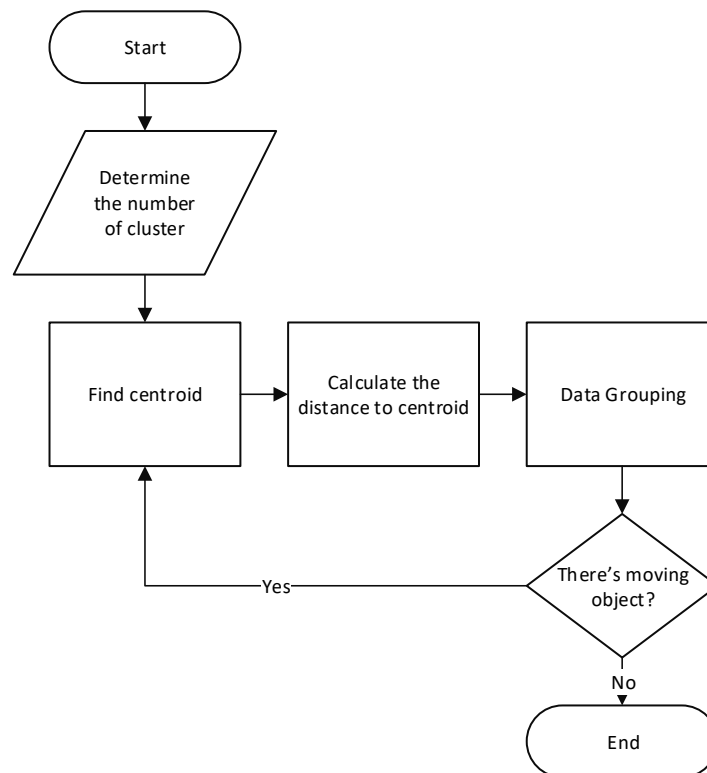 Start
Determine
the number
of cluster
Find centroid
Calculate the
distance to centroid
Data Grouping
There’s moving
object?
Yes
No
End